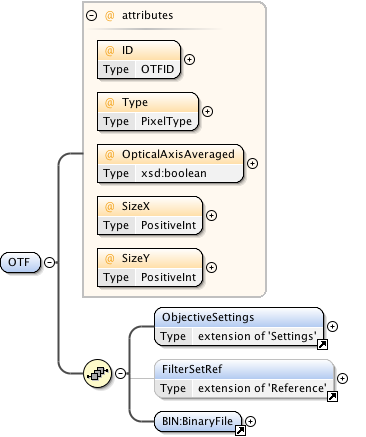 @ attributes
@ ID
Type OTFID
@ Type
Type PixelType
@ OpticalAxisAveraged
Type xsd:boolean
@ SizeX
Type PositiveInt
@ SizeY
Type PositiveInt
OTF
ObjectiveSettings
Type extension of 'Settings'
FilterSetRef
Type extension of 'Reference'
BIN:BinaryFile